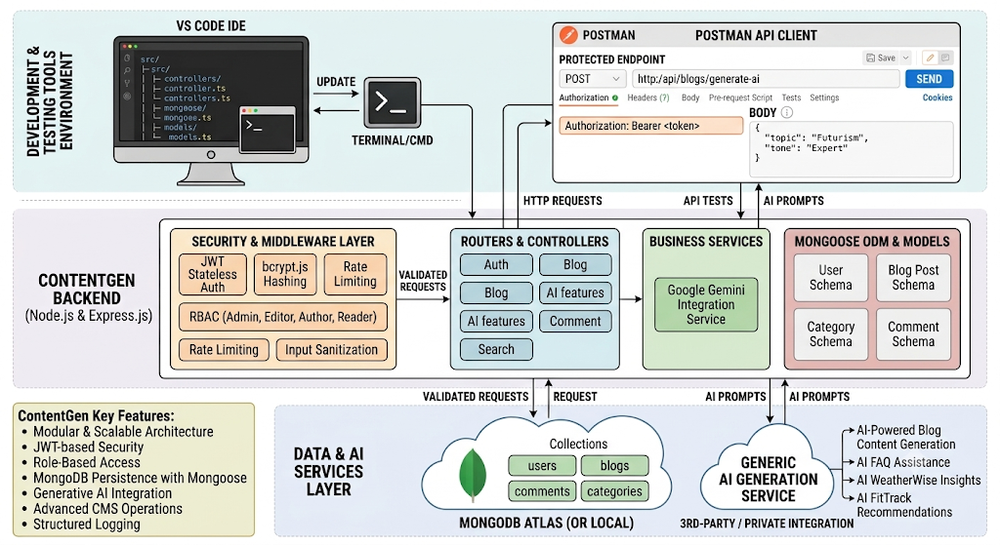 DEVELOPMENT &
TESTING TOOLS
ENVIRONMENT
VS CODE IDE
src/
src/
controllers/
controller.ts
controllers.ts
mongoose/
mongoee.ts
models/
models.ts
UPDATE
TERMINAL/CMD
POSTMAN
POSTMAN API CLIENT
PROTECTED ENDPOINT
Save
POST
http:/api/blogs/generate-ai
SEND
Authorization
Headers (7)
Body
Pre-request Script
Tests
Settings
Cookies
Authorization: Bearer <token>
BODY
{
"topic": "Futurism",
"tone": "Expert"
}
HTTP REQUESTS
API TESTS
AI PROMPTS
CONTENTGEN
BACKEND
(Node.js & Express.js)
SECURITY & MIDDLEWARE LAYER
JWT
Stateless
Auth
bcrypt.js
Hashing
Rate
Limiting
RBAC (Admin, Editor, Author, Reader)
Rate Limiting
Input Sanitization
VALIDATED
REQUESTS
ROUTERS & CONTROLLERS
Auth
Blog
Blog
AI features
AI features
Comment
Search
BUSINESS SERVICES
Google Gemini
Integration
Service
MONGOOSE ODM & MODELS
User
Schema
Blog Post
Schema
Category
Schema
Comment
Schema
VALIDATED REQUESTS
REQUEST
AI PROMPTS
AI PROMPTS
ContentGen Key Features:
• Modular & Scalable Architecture
• JWT-based Security
• Role-Based Access
• MongoDB Persistence with Mongoose
• Generative AI Integration
• Advanced CMS Operations
• Structured Logging
DATA & AI
SERVICES
LAYER
Collections
users
blogs
comments
categories
MONGODB ATLAS (OR LOCAL)
GENERIC
AI GENERATION
SERVICE
3RD-PARTY / PRIVATE INTEGRATION
AI-Powered Blog
Content Generation
AI FAQ Assistance
AI WeatherWise Insights
AI FitTrack
Recommendations